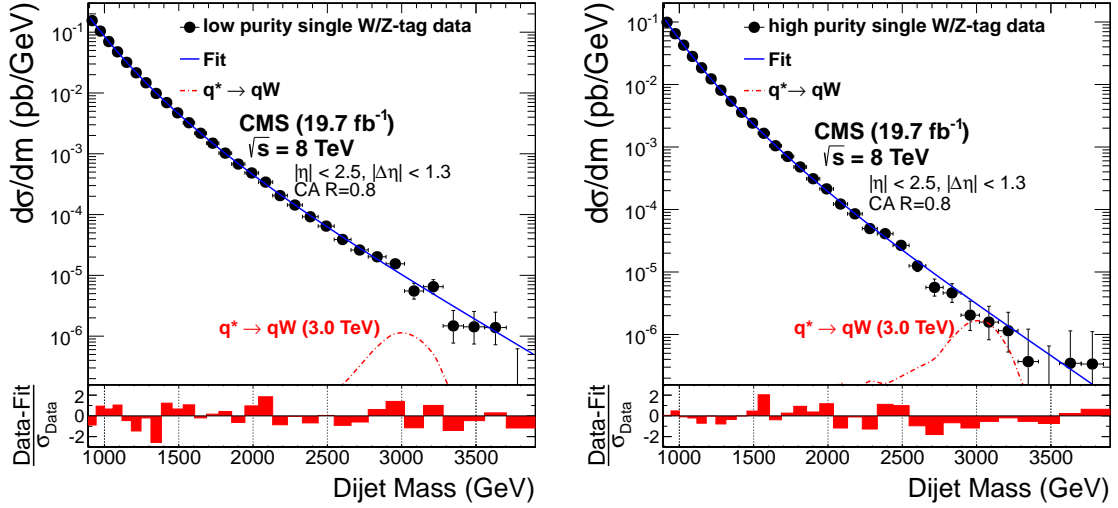 dσ/dm (pb/GeV)
10⁻¹
10⁻²
10⁻³
10⁻⁴
10⁻⁵
10⁻⁶
low purity single W/Z-tag data
Fit
q* → qW
CMS (19.7 fb⁻¹)
√s = 8 TeV
|η| < 2.5, |Δη| < 1.3
CA R=0.8
q* → qW (3.0 TeV)
Data-Fit
σData
2
0
-2
1000 1500 2000 2500 3000 3500
Dijet Mass (GeV)
dσ/dm (pb/GeV)
10⁻¹
10⁻²
10⁻³
10⁻⁴
10⁻⁵
10⁻⁶
high purity single W/Z-tag data
Fit
q* → qW
CMS (19.7 fb⁻¹)
√s = 8 TeV
|η| < 2.5, |Δη| < 1.3
CA R=0.8
q* → qW (3.0 TeV)
Data-Fit
σData
2
0
-2
1000 1500 2000 2500 3000 3500
Dijet Mass (GeV)